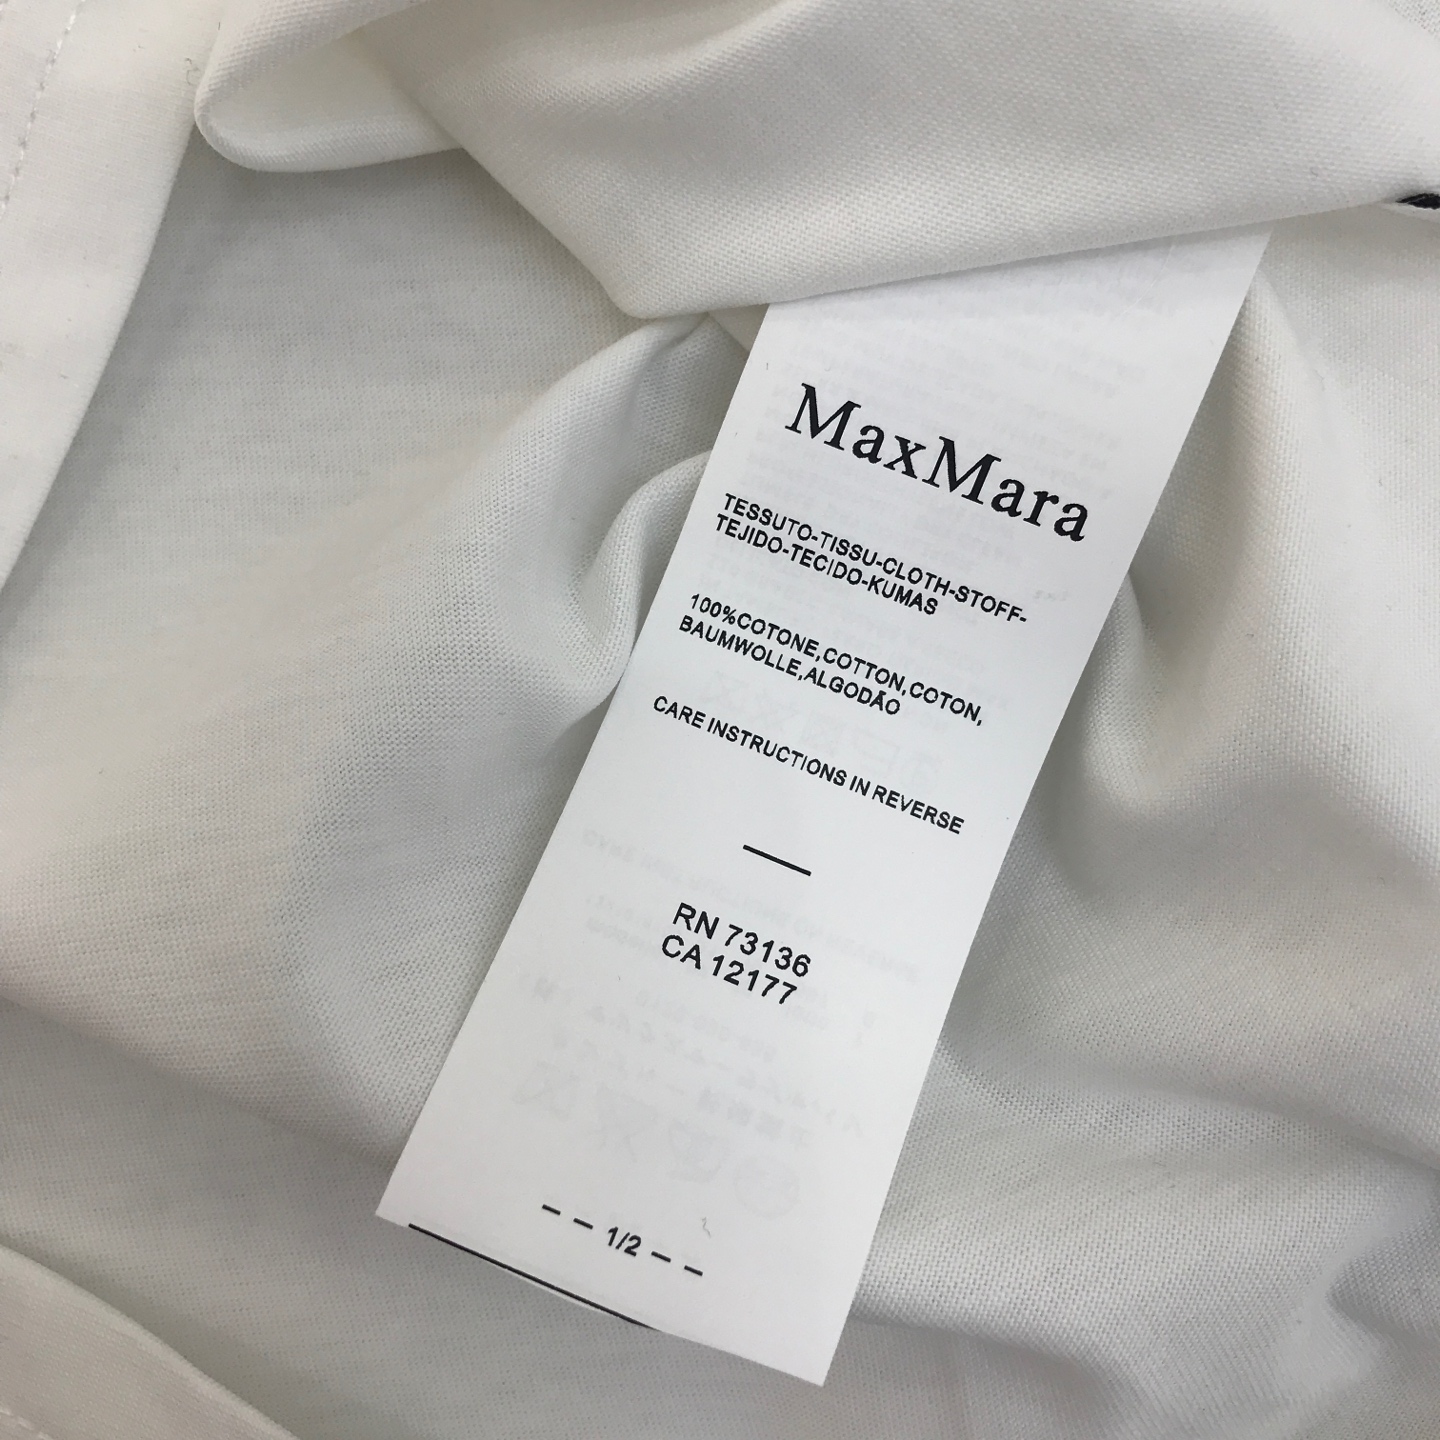 MaxMara
TESSUTO-TISSU-CLOTH-STOFF-
TEJIDO-TECIDO-KUMAS
100%COTONE,COTTON,COTON,
BAUMWOLLE,ALGODÃO
CARE INSTRUCTIONS IN REVERSE
RN 73136
CA 12177
– – 1/2 – –